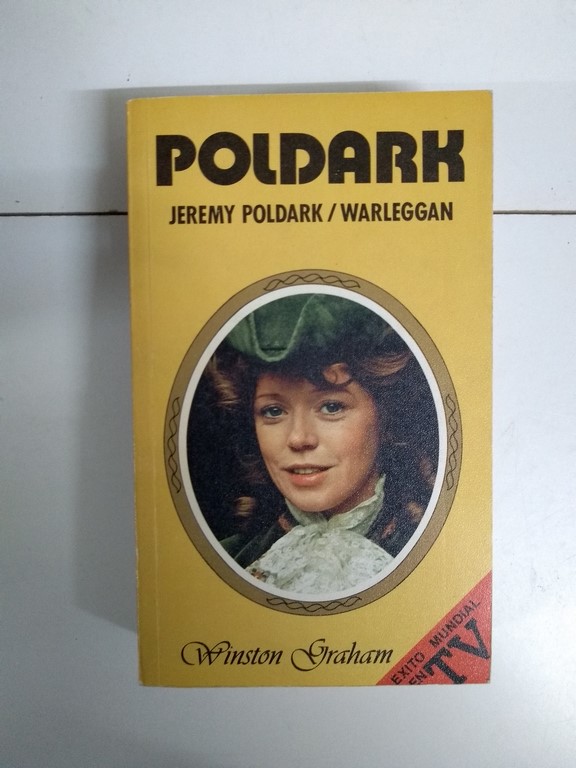 POLDARK
JEREMY POLDARK / WARLEGGAN
Winston Graham
EXITO MUNDIAL
EN TV